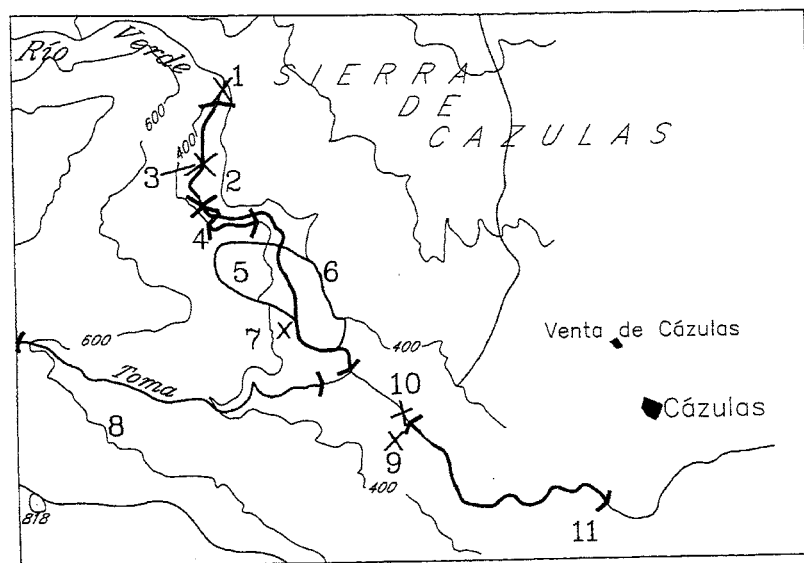 Río Verde
1
SIERRA
DE
CAZULAS
600
400
3
2
4
5
6
7
600
400
Venta de Cázulas
Toma
10
Cázulas
8
9
400
818
11